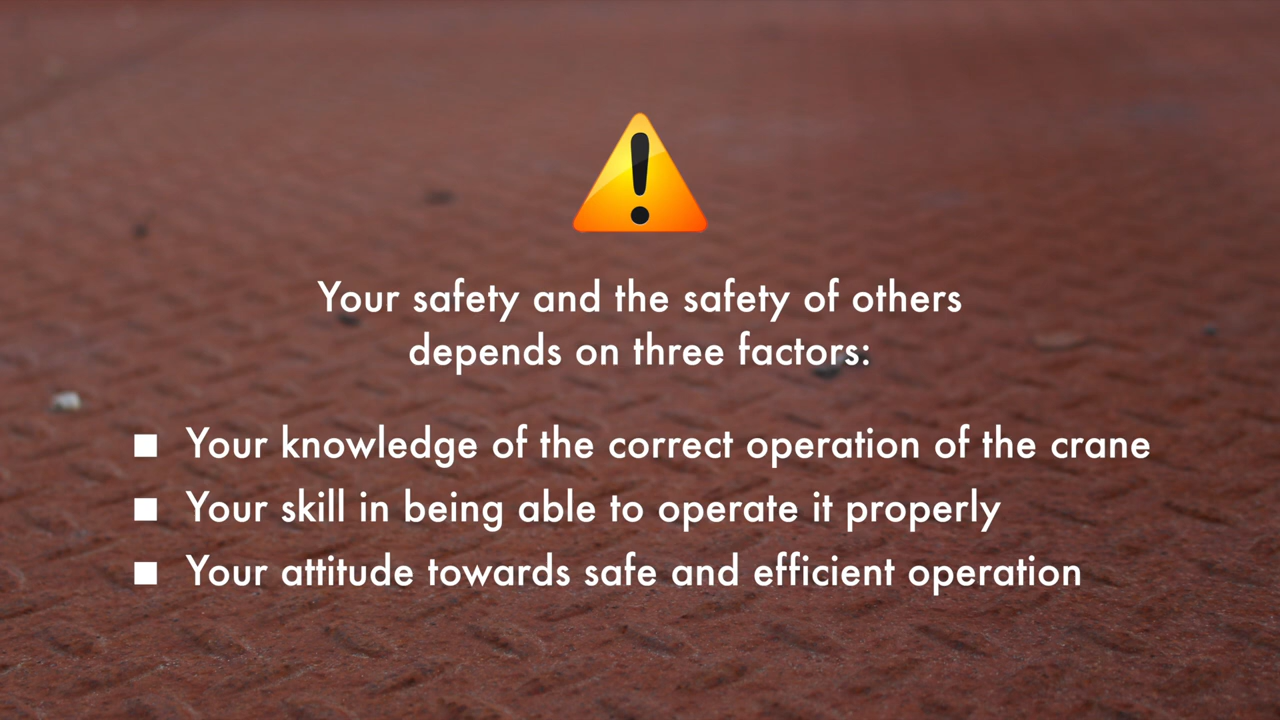 Your safety and the safety of others
depends on three factors:
■ Your knowledge of the correct operation of the crane
■ Your skill in being able to operate it properly
■ Your attitude towards safe and efficient operation